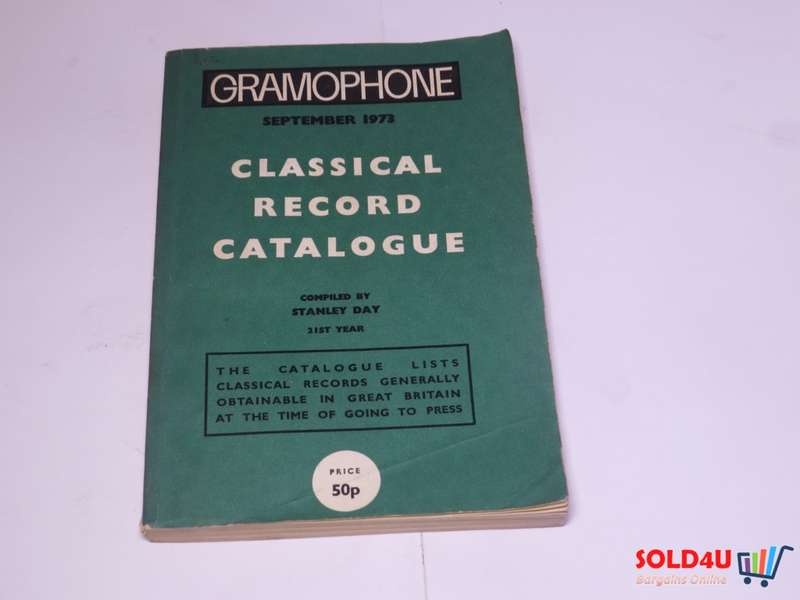 GRAMOPHONE
SEPTEMBER 1973
CLASSICAL
RECORD
CATALOGUE
COMPILED BY
STANLEY DAY
21ST YEAR
THE CATALOGUE LISTS
CLASSICAL RECORDS GENERALLY
OBTAINABLE IN GREAT BRITAIN
AT THE TIME OF GOING TO PRESS
PRICE
50p
SOLD4U
Bargains Online